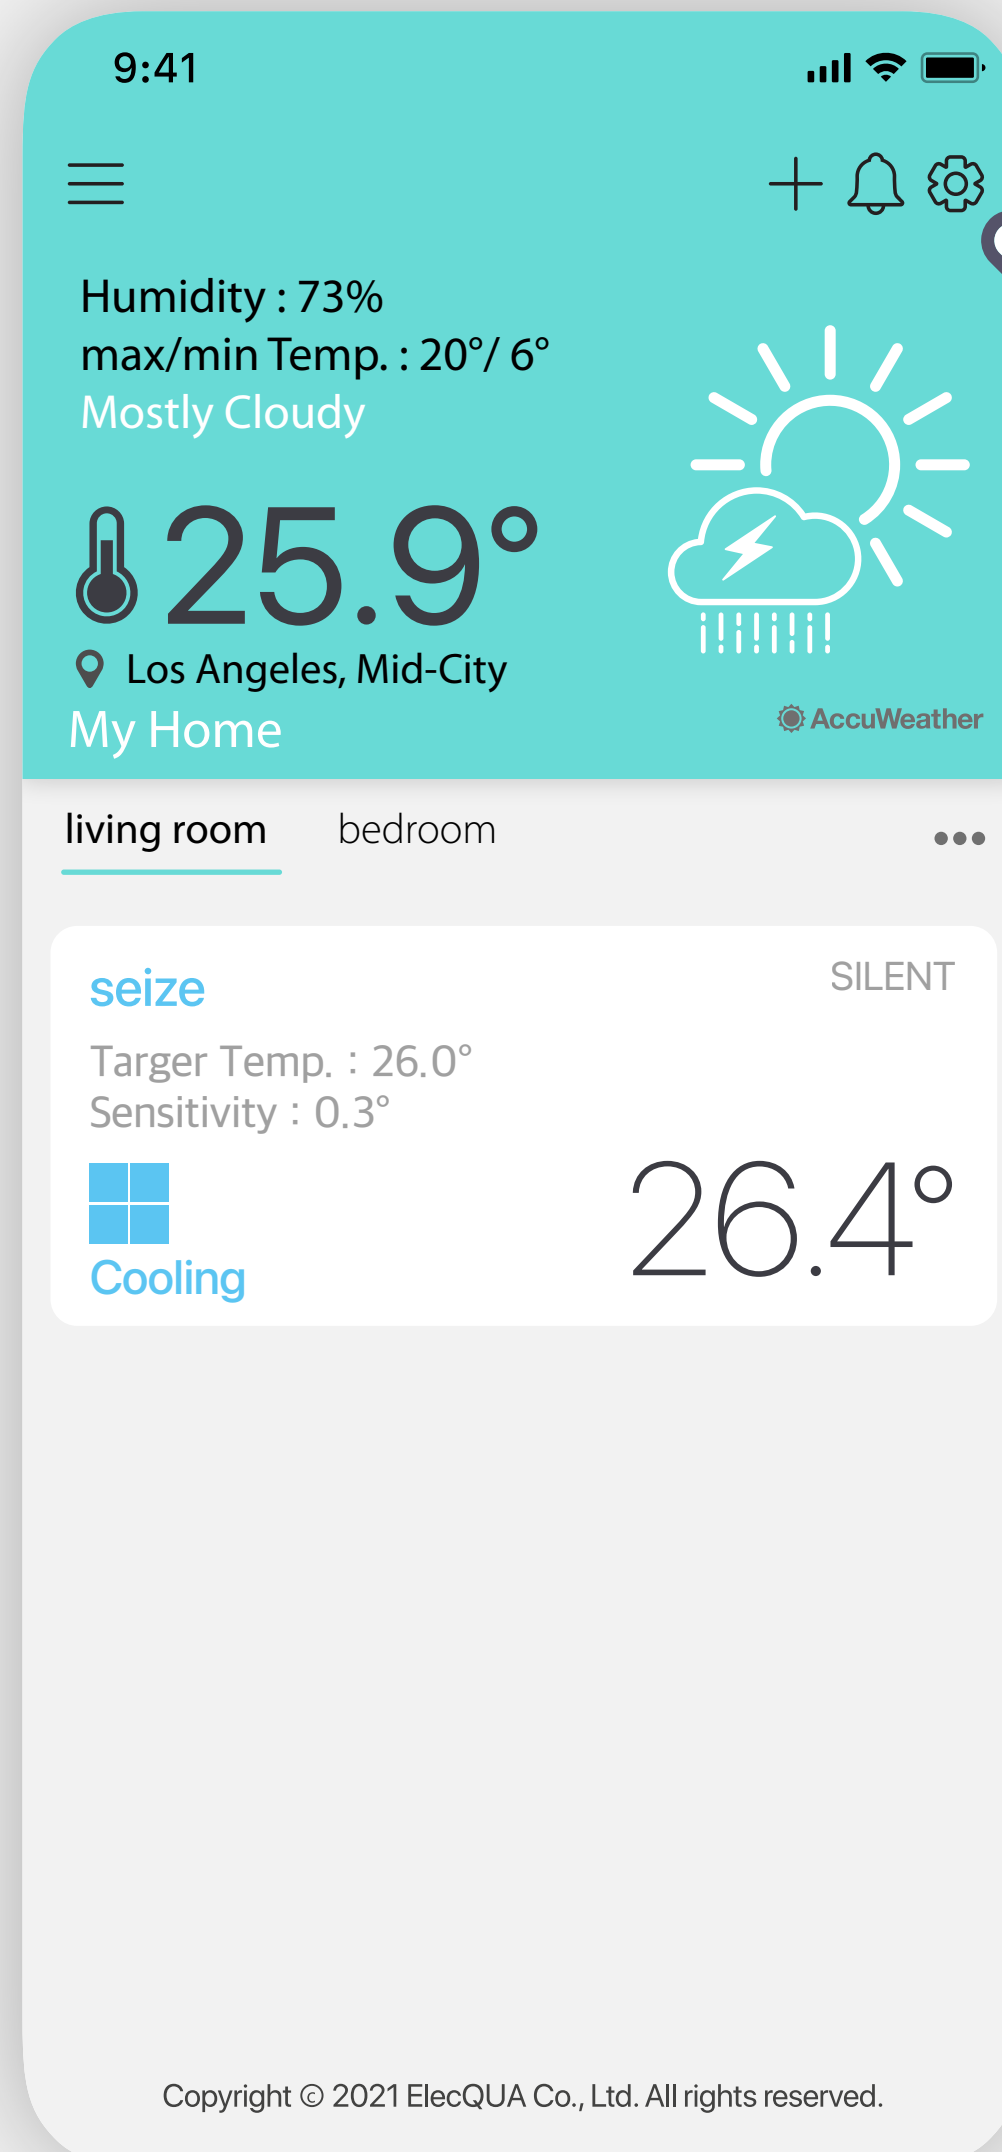 9:41
Humidity : 73%
max/min Temp. : 20°/ 6°
Mostly Cloudy
25.9°
Los Angeles, Mid-City
My Home
AccuWeather
living room bedroom
seize
SILENT
Targer Temp. : 26.0°
Sensitivity : 0.3°
26.4°
Cooling
Copyright © 2021 ElecQUA Co., Ltd. All rights reserved.